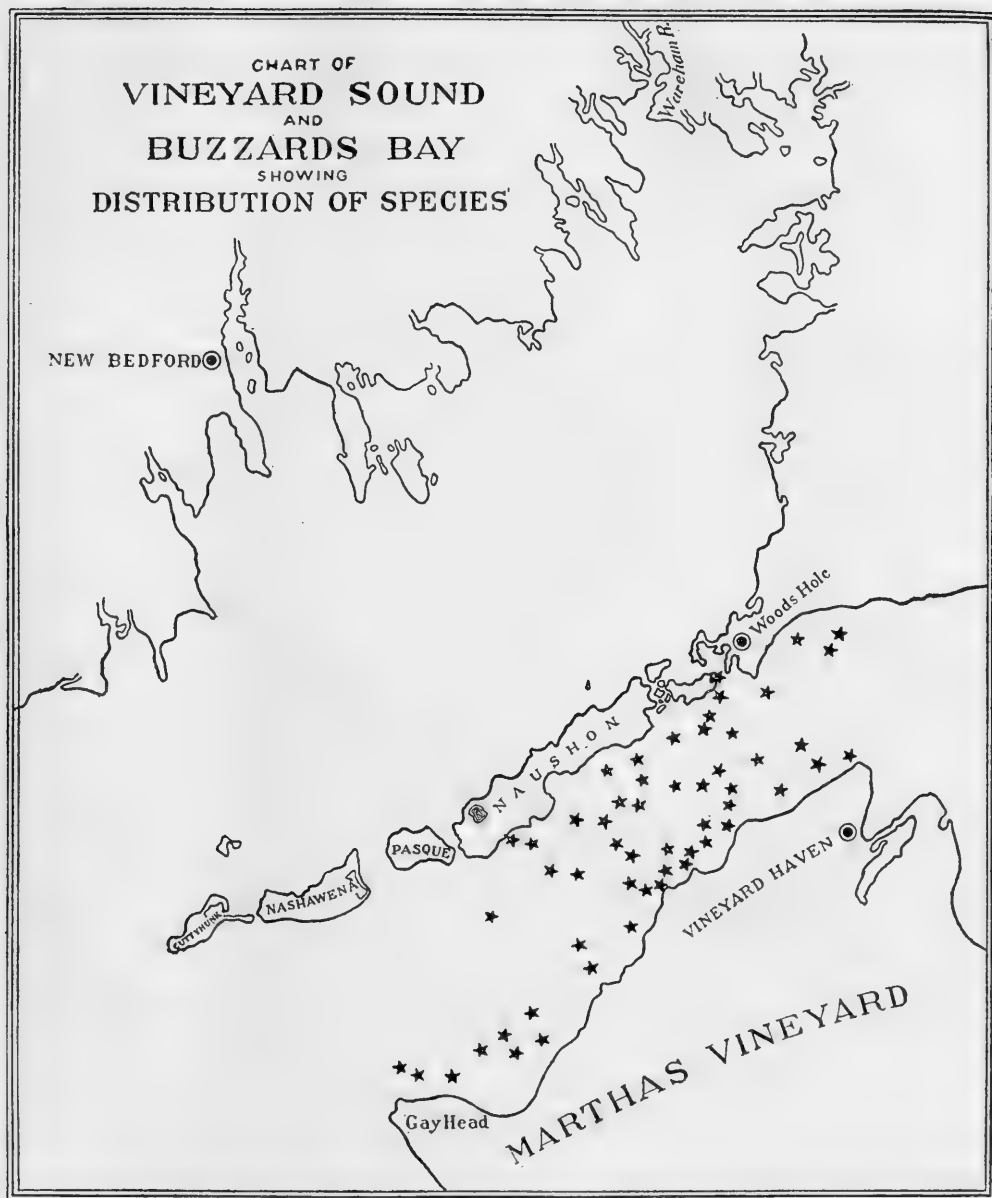 CHART OF
VINEYARD SOUND
AND
BUZZARDS BAY
SHOWING
DISTRIBUTION OF SPECIES
Wareham R.
NEW BEDFORD
Woods Hole
NAUSHON
PASQUE
NASHAWENA
CUTTYHUNK
VINEYARD HAVEN
MARTHAS VINEYARD
Gay Head